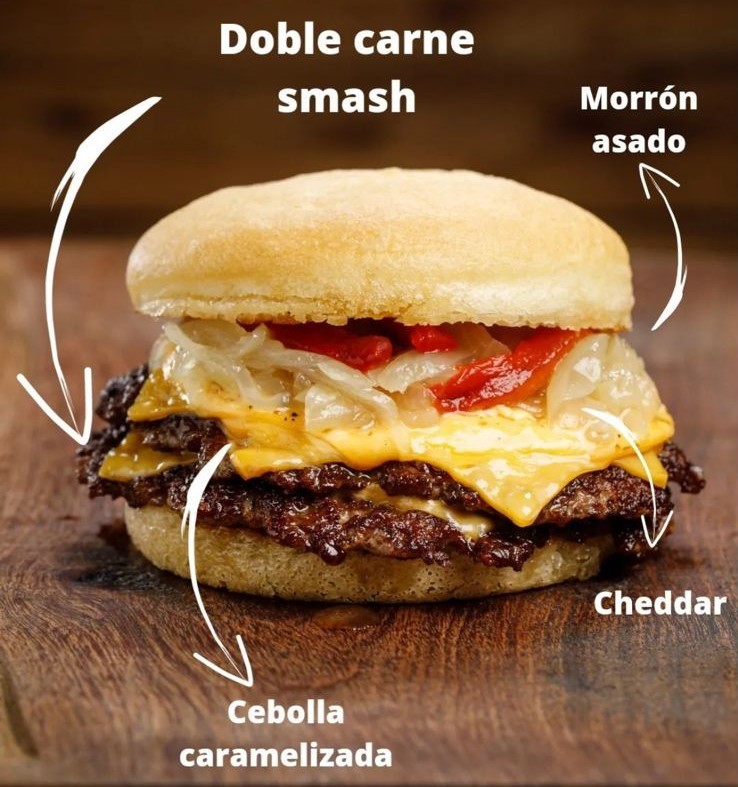 Doble carne
smash
Morrón
asado
Cheddar
Cebolla
caramelizada